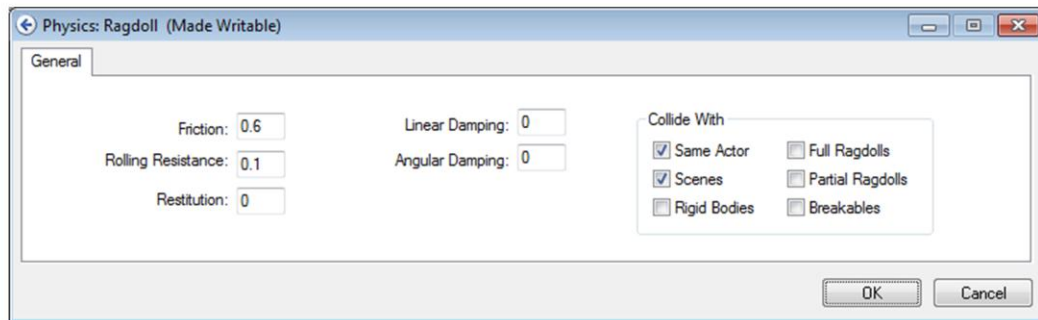 Physics: Ragdoll (Made Writable)
General
Friction: 0.6
Rolling Resistance: 0.1
Restitution: 0
Linear Damping: 0
Angular Damping: 0
Collide With
Same Actor
Full Ragdolls
Scenes
Partial Ragdolls
Rigid Bodies
Breakables
OK
Cancel